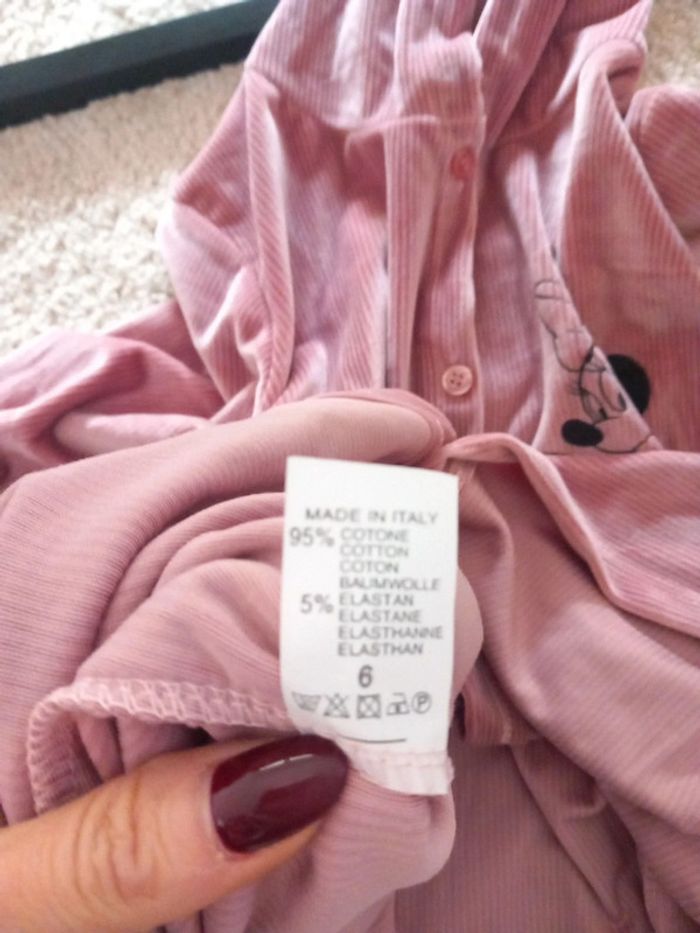 MADE IN ITALY
95% COTONE
COTTON
COTON
BAUMWOLLE
5% ELASTAN
ELASTANE
ELASTHANNE
ELASTHAN
6
P